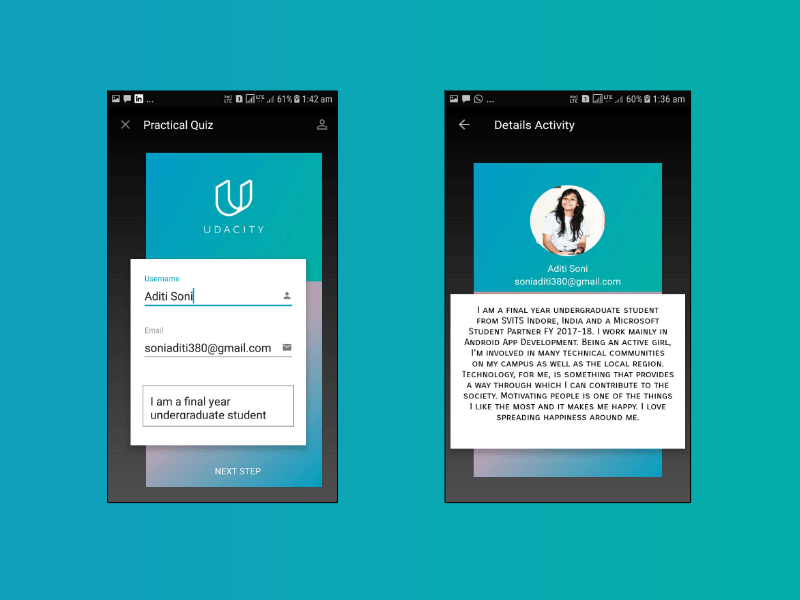 61% 1:42 am
Practical Quiz
UDACITY
Username
Aditi Soni
Email
soniaditi380@gmail.com
I am a final year
undergraduate student
NEXT STEP
60% 1:36 am
Details Activity
Aditi Soni
soniaditi380@gmail.com
I AM A FINAL YEAR UNDERGRADUATE STUDENT
FROM SVITS INDORE, INDIA AND A MICROSOFT
STUDENT PARTNER FY 2017-18. I WORK MAINLY IN
ANDROID APP DEVELOPMENT. BEING AN ACTIVE GIRL,
I'M INVOLVED IN MANY TECHNICAL COMMUNITIES
ON MY CAMPUS AS WELL AS THE LOCAL REGION.
TECHNOLOGY, FOR ME, IS SOMETHING THAT PROVIDES
A WAY THROUGH WHICH I CAN CONTRIBUTE TO THE
SOCIETY. MOTIVATING PEOPLE IS ONE OF THE THINGS
I LIKE THE MOST AND IT MAKES ME HAPPY. I LOVE
SPREADING HAPPINESS AROUND ME.